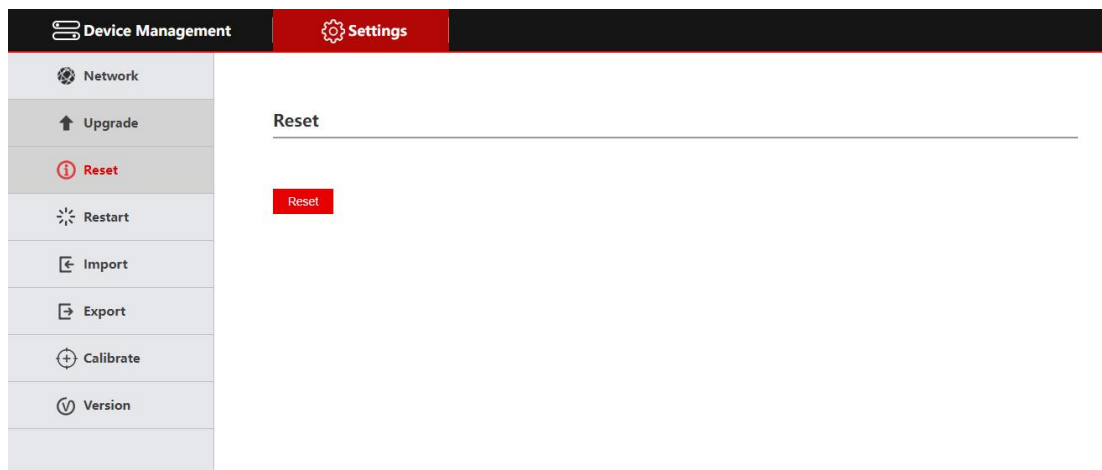 Device Management
Settings
Network
Upgrade
Reset
Restart
Import
Export
Calibrate
Version
Reset
Reset